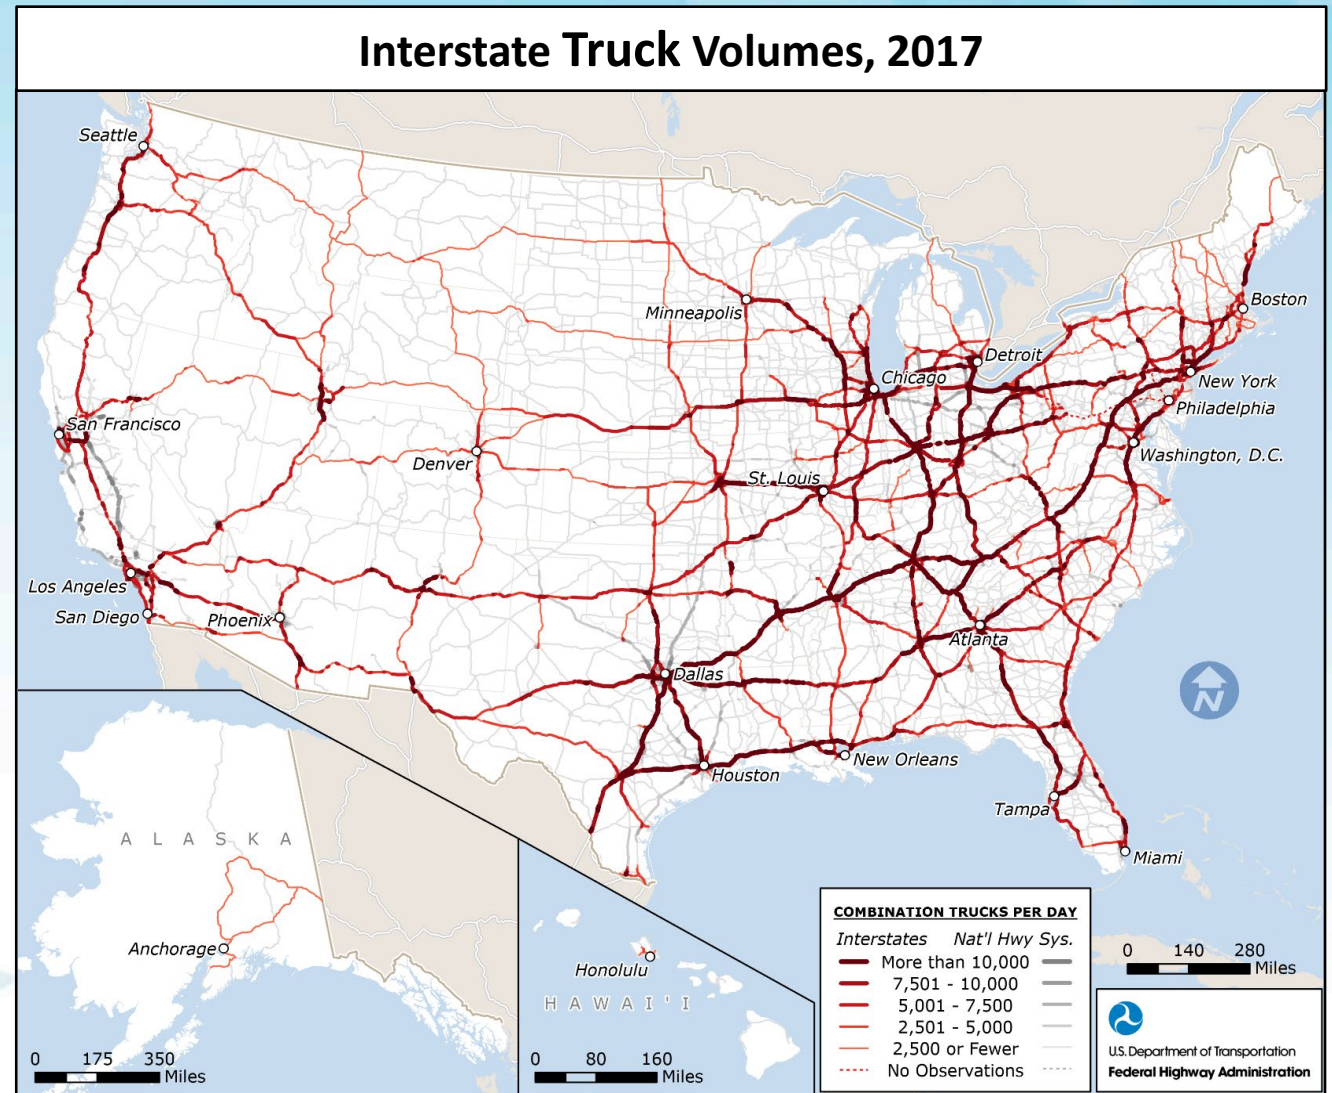 Interstate Truck Volumes, 2017
Seattle
Boston
Minneapolis
Detroit
Chicago
New York
Philadelphia
San Francisco
Washington, D.C.
Denver
St. Louis
Los Angeles
San Diego
Phoenix
Atlanta
Dallas
N
New Orleans
Houston
Tampa
Miami
ALASKA
Anchorage
Honolulu
HAWAI'I
0 175 350
Miles
0 80 160
Miles
COMBINATION TRUCKS PER DAY
Interstates Nat'l Hwy Sys.
More than 10,000
7,501 - 10,000
5,001 - 7,500
2,501 - 5,000
2,500 or Fewer
No Observations
0 140 280
Miles
U.S. Department of Transportation
Federal Highway Administration